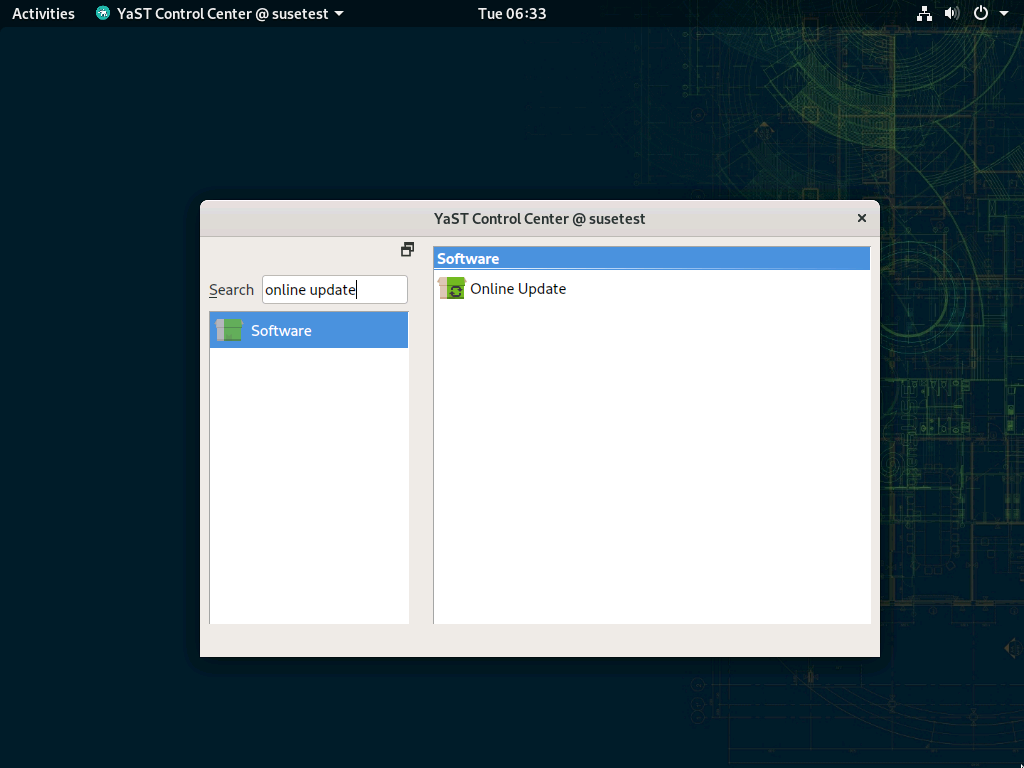 Activities YaST Control Center @ susetest Tue 06:33
YaST Control Center @ susetest
Search online update
Software
Software
Online Update